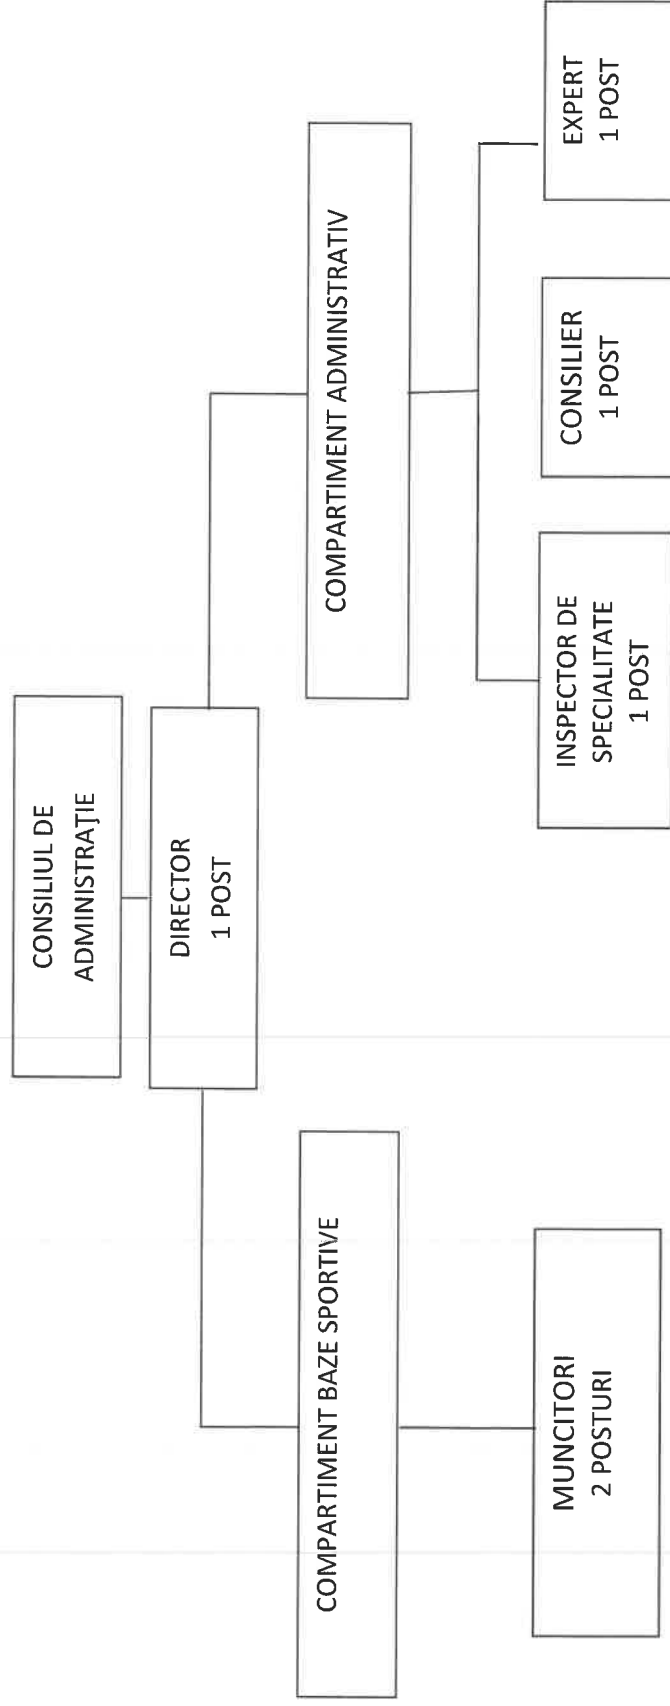 CONSILIUL DE
ADMINISTRAŢIE
DIRECTOR
1 POST
COMPARTIMENT BAZE SPORTIVE
COMPARTIMENT ADMINISTRATIV
MUNCITORI
2 POSTURI
INSPECTOR DE
SPECIALITATE
1 POST
CONSILIER
1 POST
EXPERT
1 POST